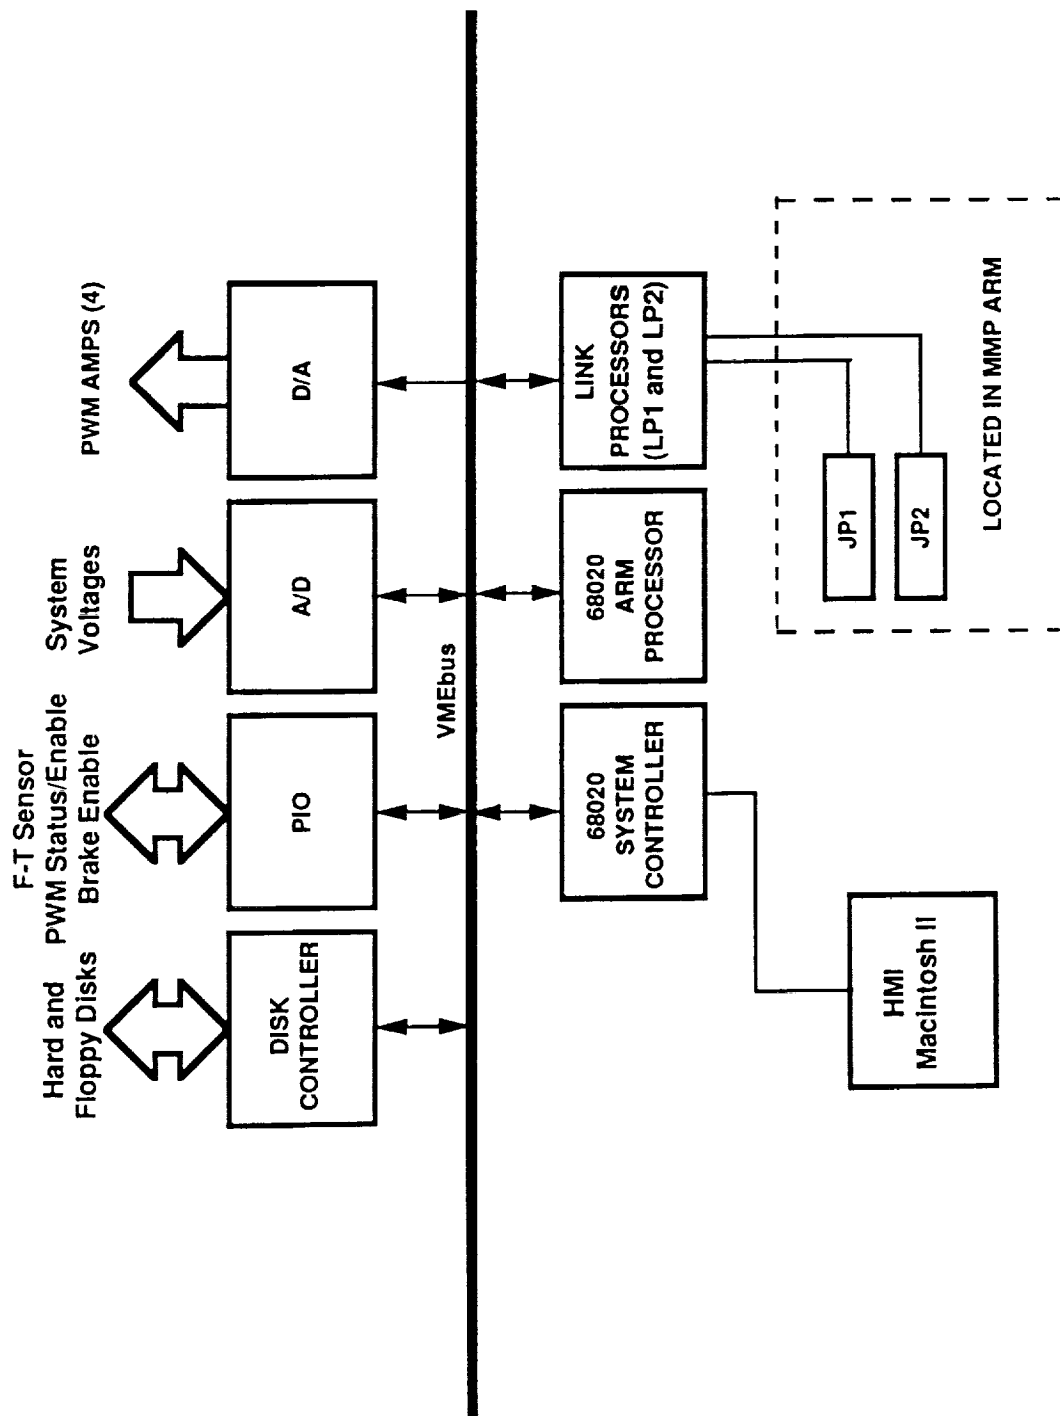 Hard and
Floppy Disks
F-T Sensor
PWM Status/Enable
Brake Enable
System
Voltages
PWM AMPS (4)
DISK
CONTROLLER
PIO
A/D
D/A
VMEbus
68020
SYSTEM
CONTROLLER
68020
ARM
PROCESSOR
LINK
PROCESSORS
(LP1 and LP2)
HMI
Macintosh II
JP1
JP2
LOCATED IN MMP ARM